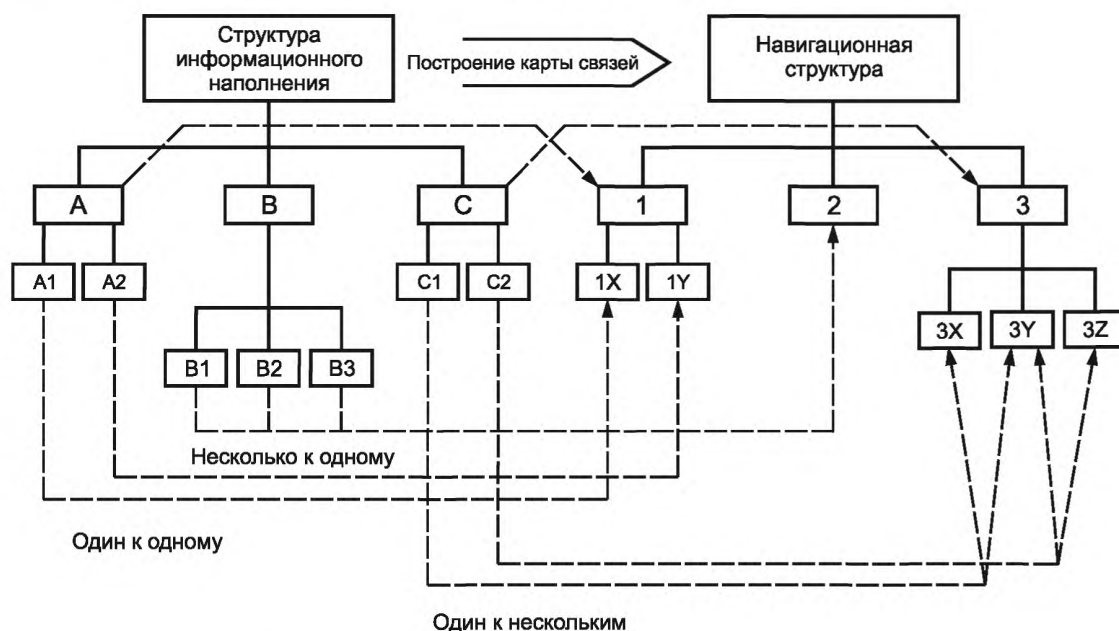 Структура
информационного
наполнения
Построение карты связей
Навигационная
структура
A
B
C
1
2
3
A1
A2
C1
C2
1X
1Y
3X
3Y
3Z
B1
B2
B3
Несколько к одному
Один к одному
Один к нескольким